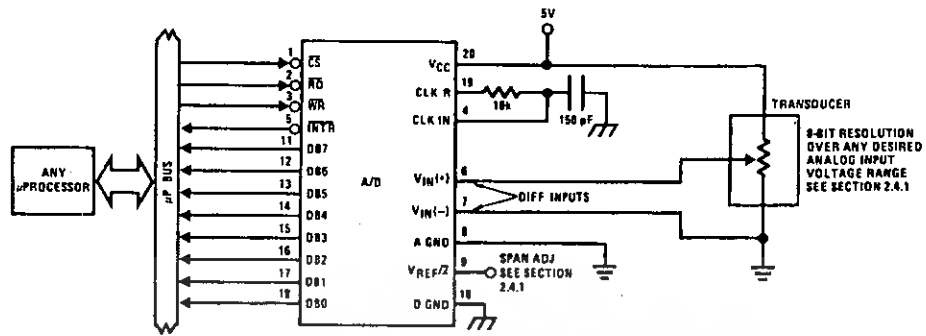 5V
ANY
µPROCESSOR
µP BUS
1
CS
2
RD
3
WR
5
INTR
11
DB7
12
DB6
13
DB5
14
DB4
15
DB3
16
DB2
17
DB1
18
DB0
A/D
20
VCC
19
CLK R
10k
4
CLK IN
150 pF
6
VIN(+)
DIFF INPUTS
7
VIN(–)
8
A GND
9
VREF/2
SPAN ADJ
SEE SECTION
2.4.1
10
D GND
TRANSDUCER
8-BIT RESOLUTION
OVER ANY DESIRED
ANALOG INPUT
VOLTAGE RANGE
SEE SECTION 2.4.1